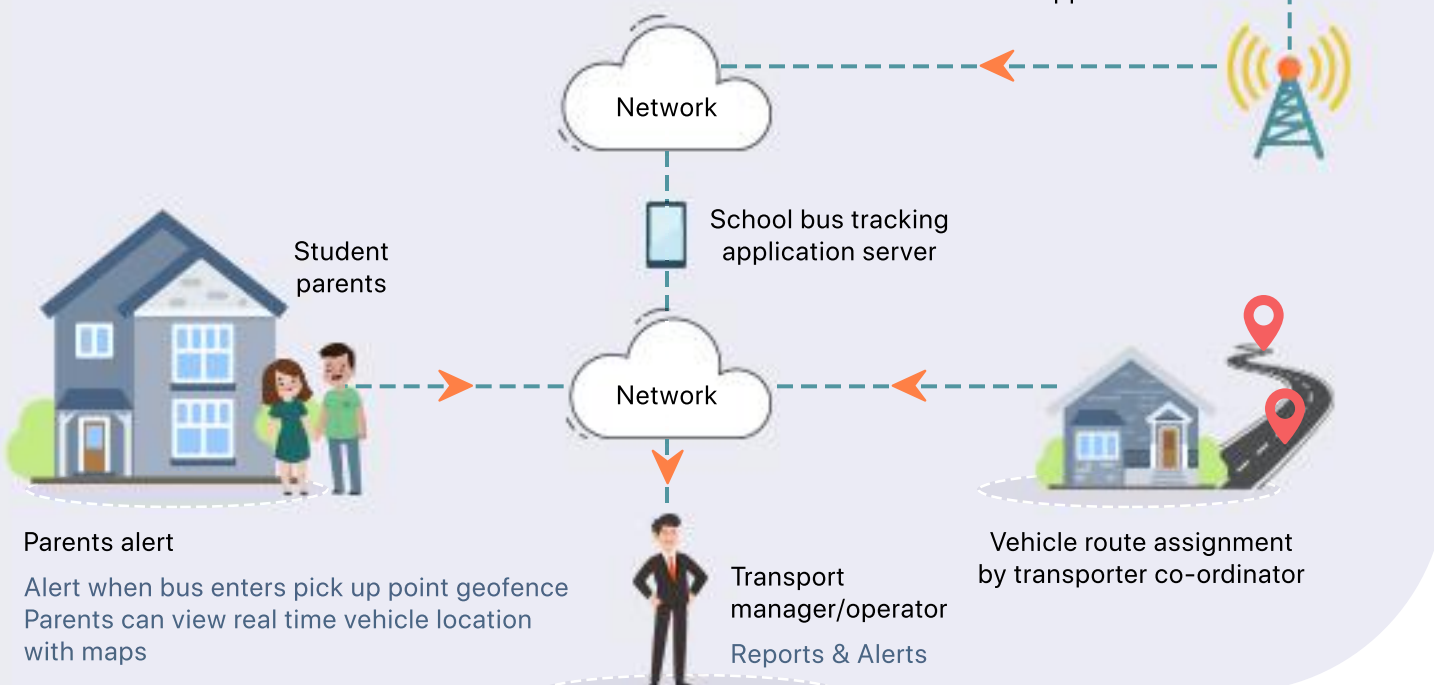 Network
School bus tracking
application server
Student
parents
Network
Parents alert
Alert when bus enters pick up point geofence
Parents can view real time vehicle location
with maps
Transport
manager/operator
Reports & Alerts
Vehicle route assignment
by transporter co-ordinator